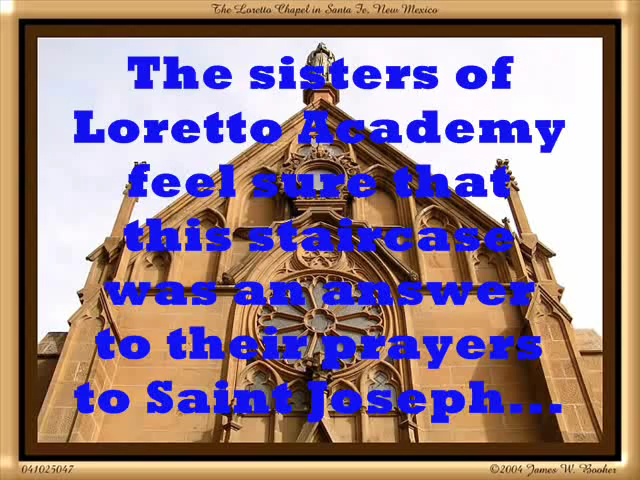 The Loretto Chapel in Santa Fe, New Mexico
The sisters of
Loretto Academy
feel sure that
this staircase
was an answer
to their prayers
to Saint Joseph...
041025047 ©2004 James W. Booher